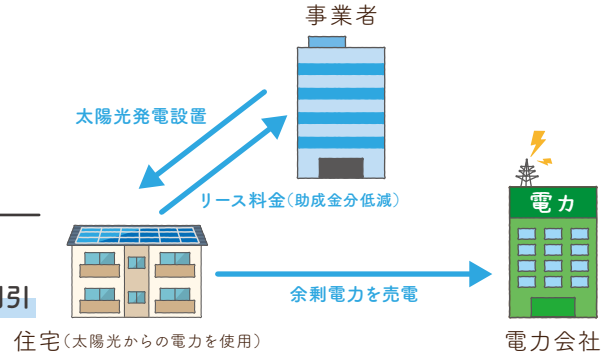 事業者
太陽光発電設置
リース料金(助成金分低減)
電力
余剰電力を売電
引
住宅(太陽光からの電力を使用)
電力会社